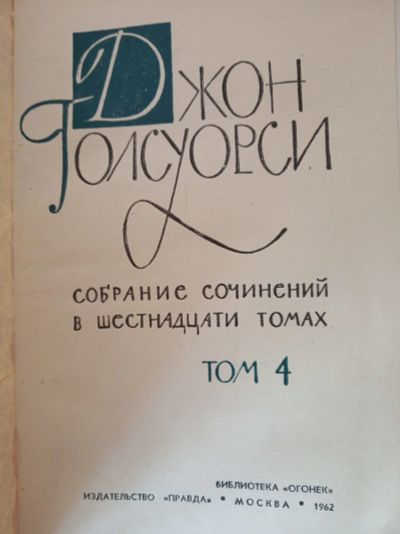 ДЖОН
ГОЛСУОРСИ
СОБРАНИЕ СОЧИНЕНИЙ
В ШЕСТНАДЦАТИ ТОМАХ
ТОМ 4
БИБЛИОТЕКА «ОГОНЕК»
ИЗДАТЕЛЬСТВО «ПРАВДА» • МОСКВА • 1962